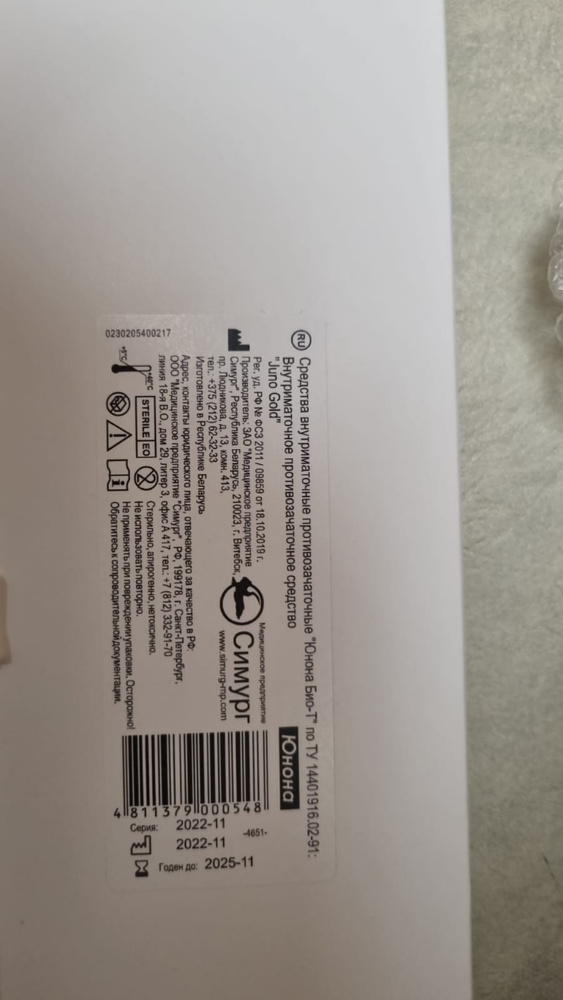 RU
Средства внутриматочные противозачаточные "Юнона Био-Т" по ТУ 14401916.02-91:
Внутриматочное противозачаточное средство
"Juno Gold"
Юнона
Рег. уд. РФ № ФСЗ 2011 / 09859 от 18.10.2019 г.
Производитель: ЗАО "Медицинское предприятие
Симург", Республика Беларусь, 210023, г. Витебск,
пр. Людникова, д. 13, комн. 413,
тел.: +375 (212) 62-32-33
Изготовлено в Республике Беларусь
Медицинское предприятие
Симург
www.simurg-mp.com
Адрес, контакты юридического лица, отвечающего за качество в РФ:
ООО "Медицинское предприятие "Симург", РФ, 199178, г. Санкт-Петербург,
линия 18-я В.О., дом 29, литер 3, офис А 417, тел.: +7 (812) 332-91-70
+5°C
+45°C
STERILE EO
2
Стерильно, апирогенно, нетоксично.
Не использовать повторно.
Не применять при повреждении упаковки. Осторожно!
Обратитесь к сопроводительной документации.
0230205400217
4 811379 000548
Серия: 2022-11 -4651-
2022-11
Годен до: 2025-11